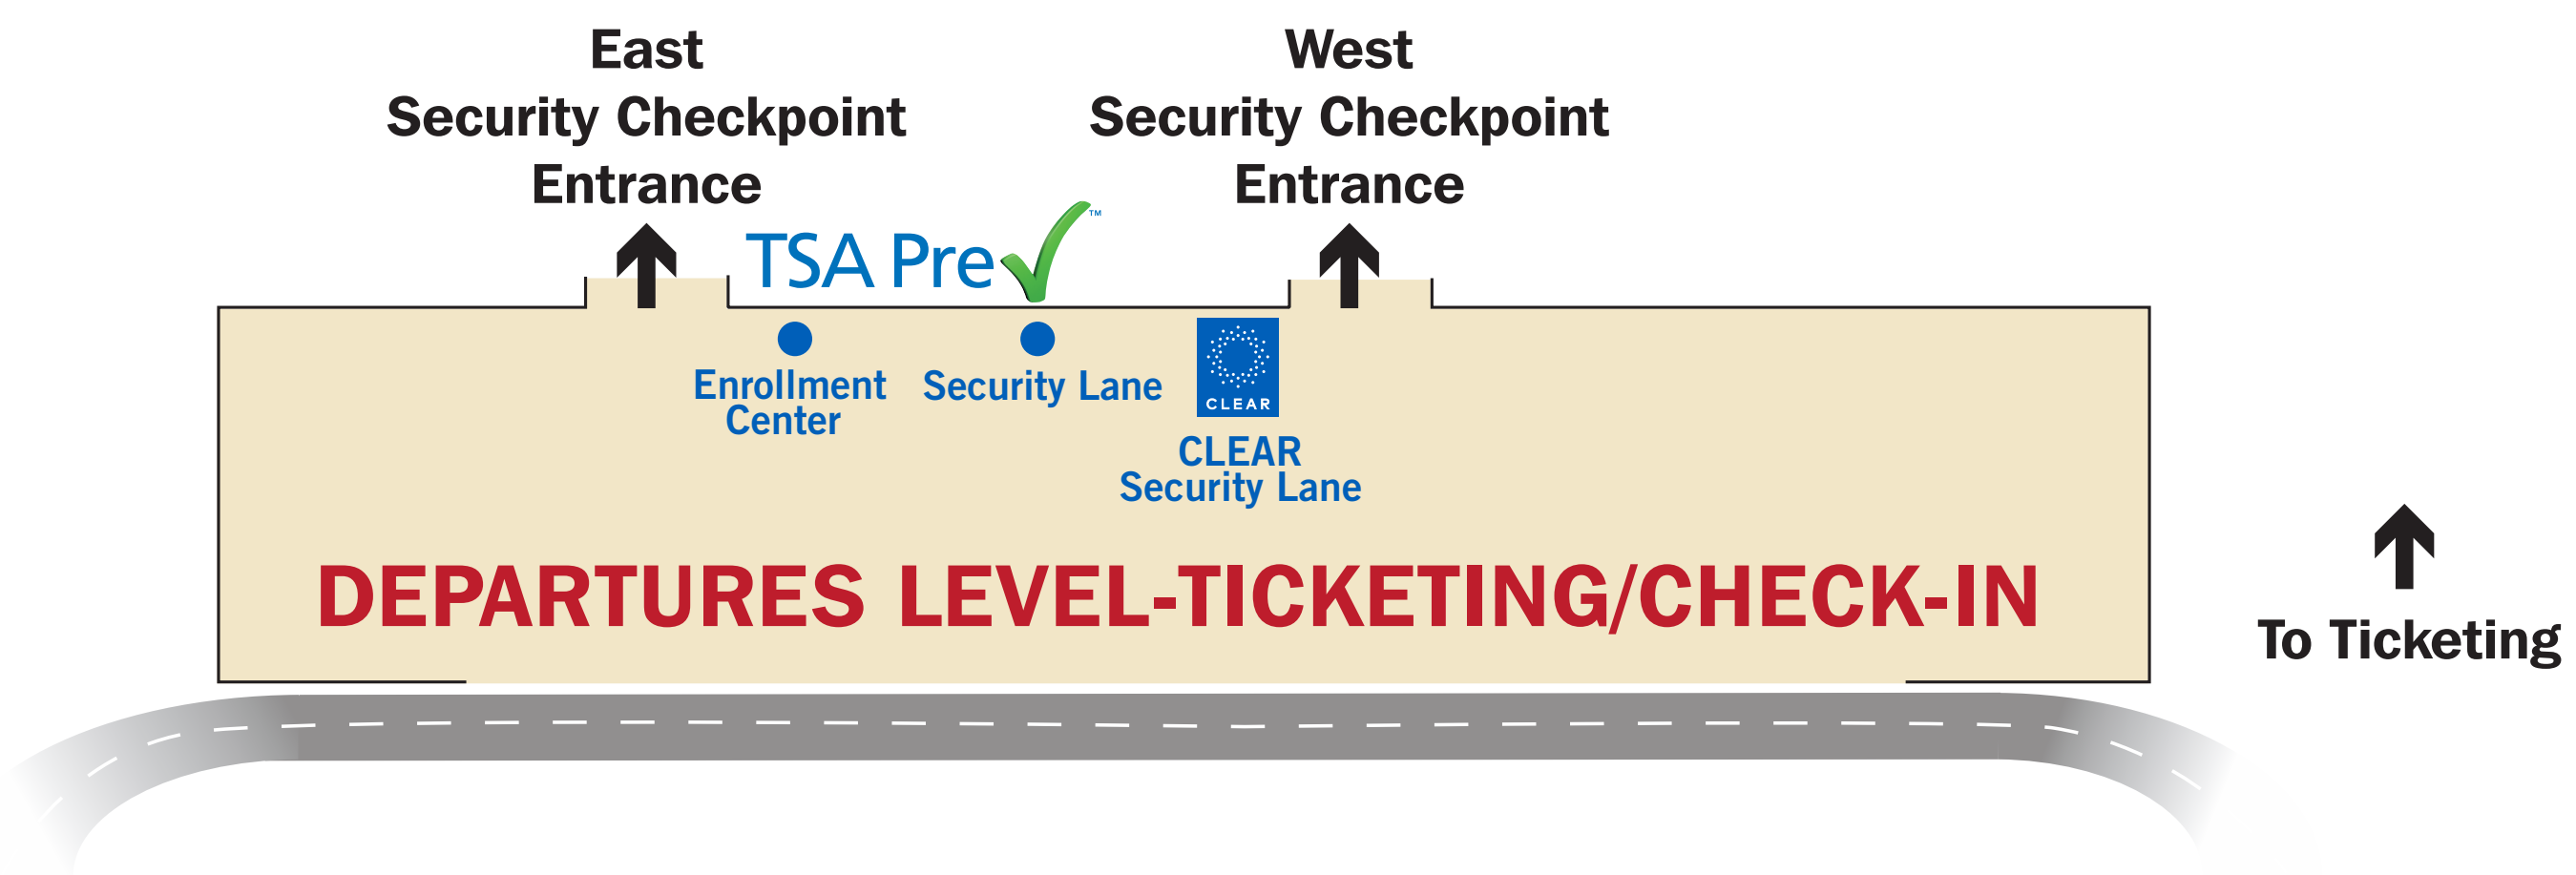 East
Security Checkpoint
Entrance
West
Security Checkpoint
Entrance
TSA Pre✓™
Enrollment
Center
Security Lane
CLEAR
CLEAR
Security Lane
DEPARTURES LEVEL-TICKETING/CHECK-IN
To Ticketing